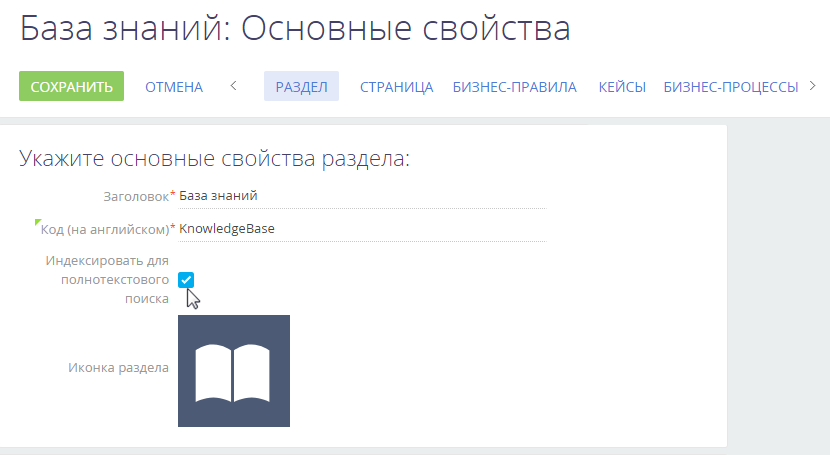 База знаний: Основные свойства
СОХРАНИТЬ ОТМЕНА РАЗДЕЛ СТРАНИЦА БИЗНЕС-ПРАВИЛА КЕЙСЫ БИЗНЕС-ПРОЦЕССЫ
Укажите основные свойства раздела:
Заголовок* База знаний
Код (на английском)* KnowledgeBase
Индексировать для
полнотекстового
поиска
Иконка раздела